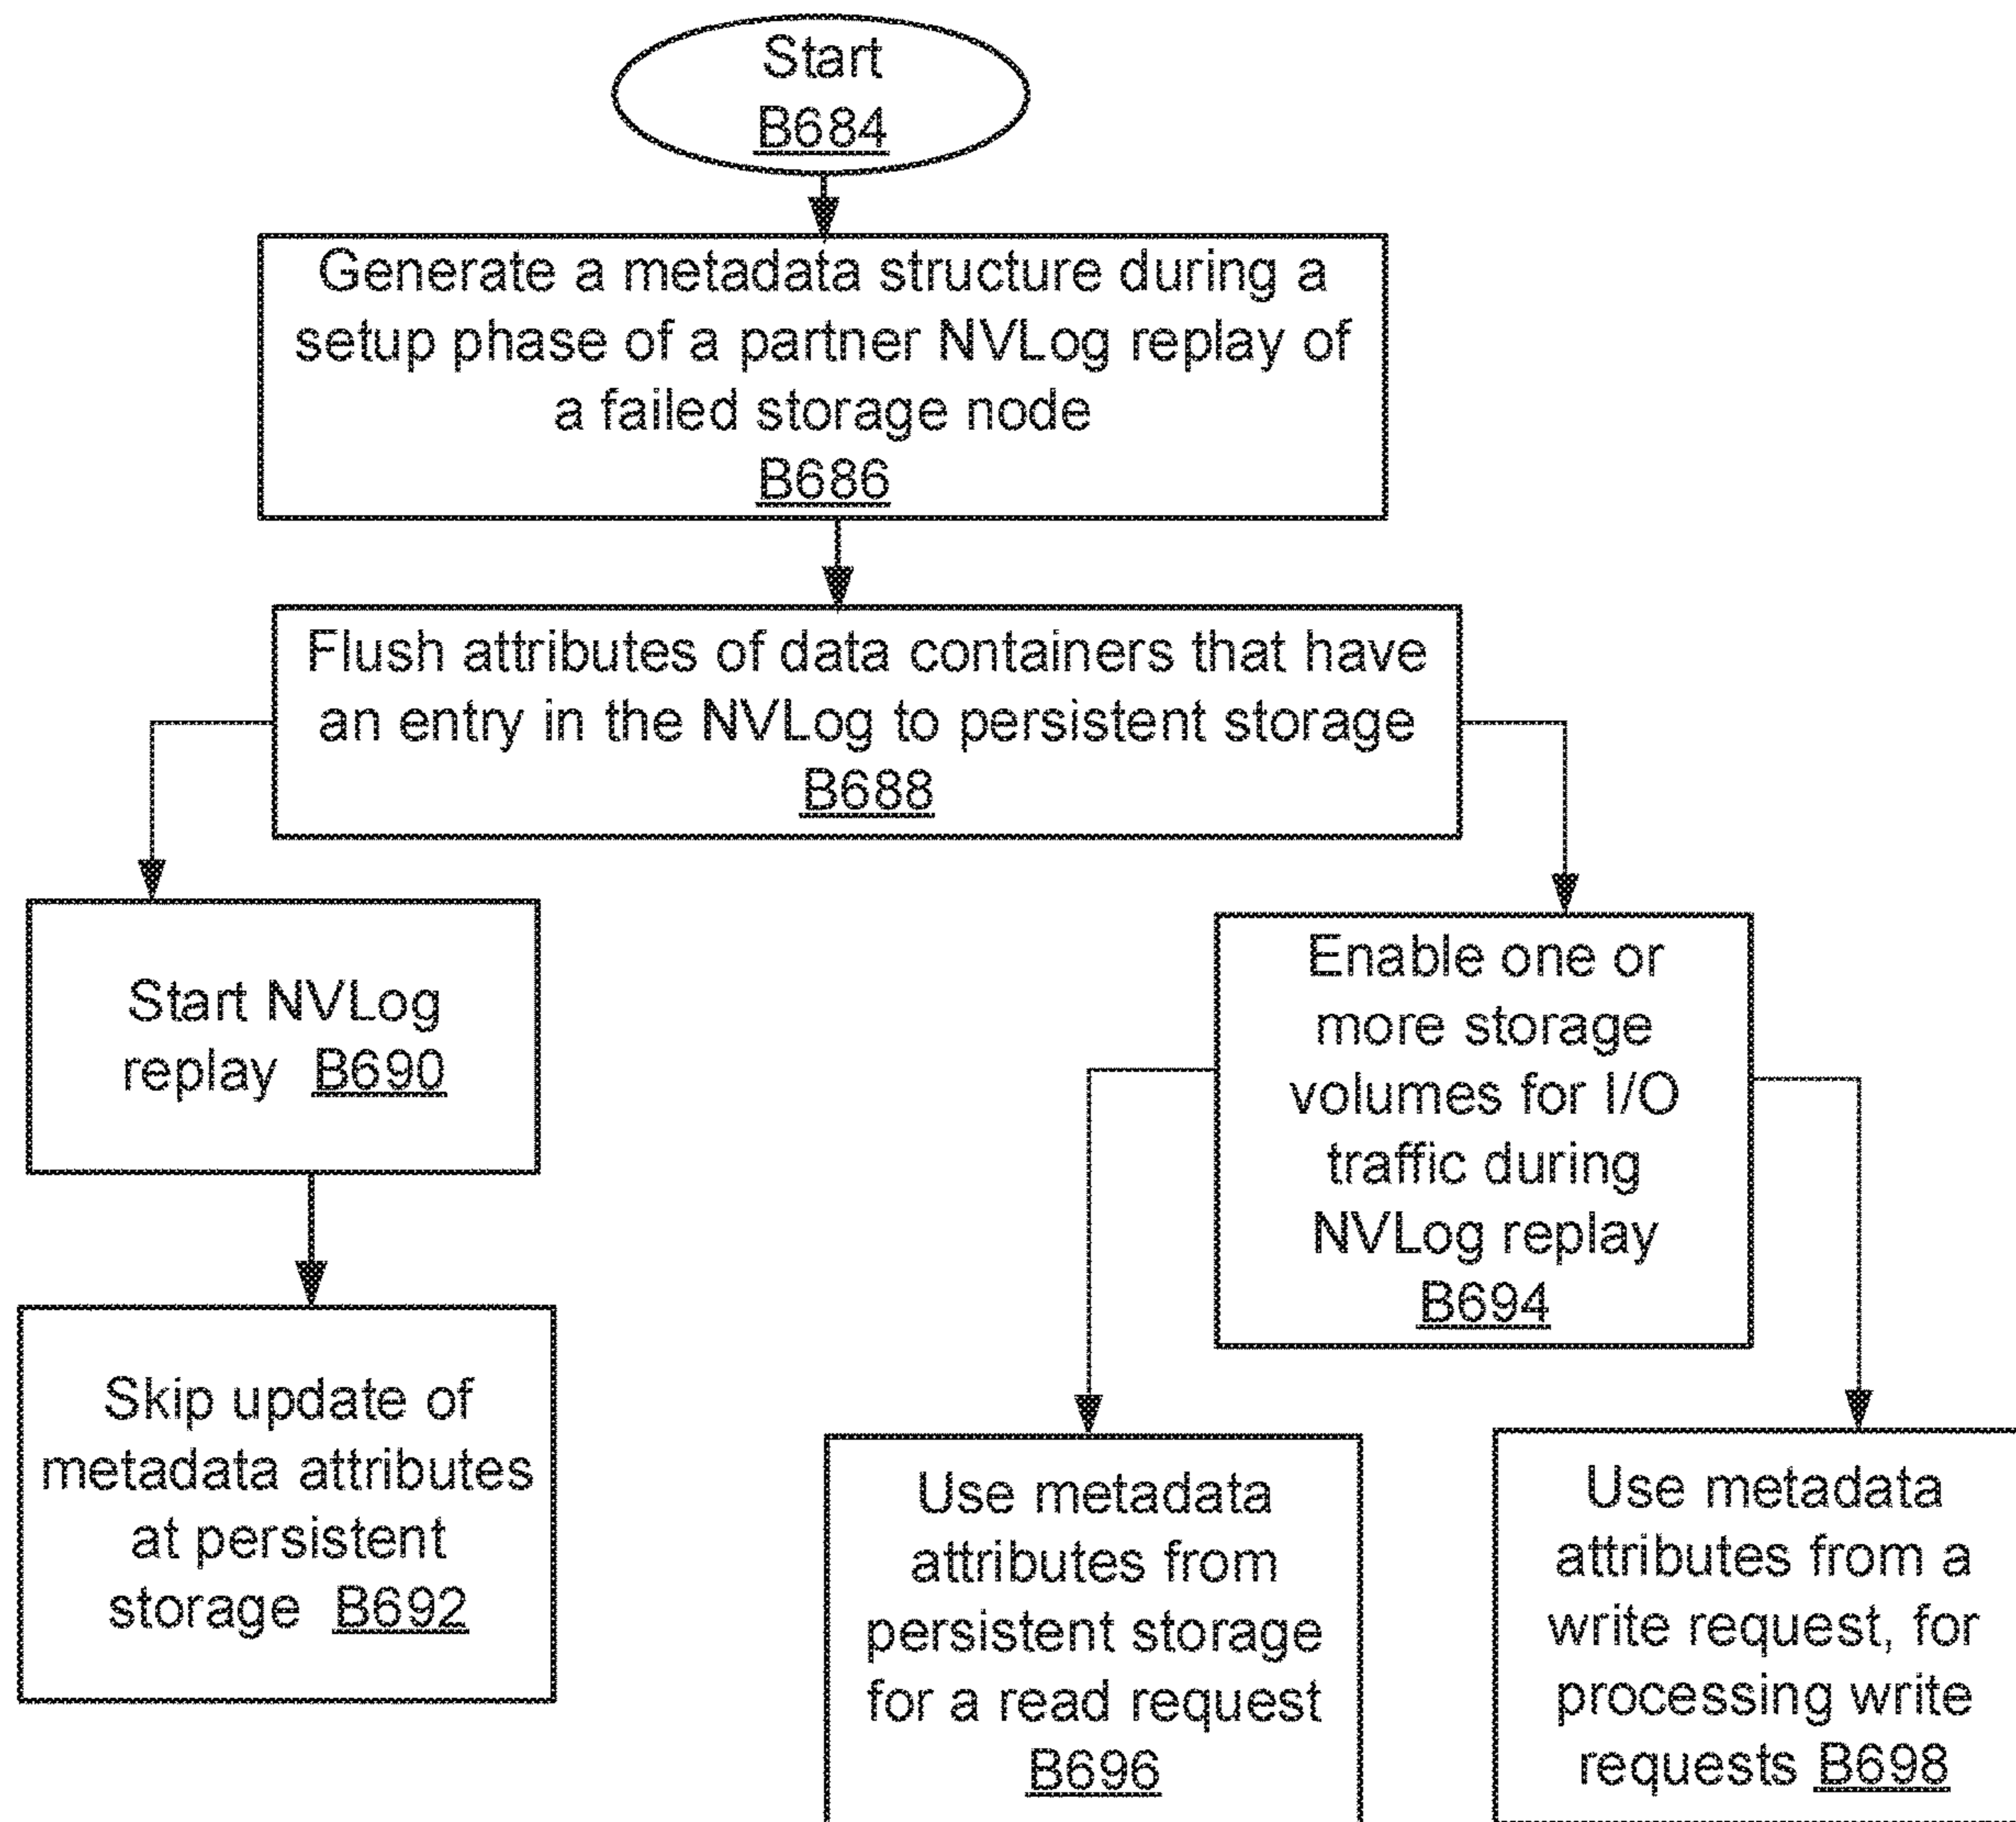 Start
B684
Generate a metadata structure during a
setup phase of a partner NVLog replay of
a failed storage node
B686
Flush attributes of data containers that have
an entry in the NVLog to persistent storage
B688
Start NVLog
replay B690
Skip update of
metadata attributes
at persistent
storage B692
Enable one or
more storage
volumes for I/O
traffic during
NVLog replay
B694
Use metadata
attributes from
persistent storage
for a read request
B696
Use metadata
attributes from a
write request, for
processing write
requests B698